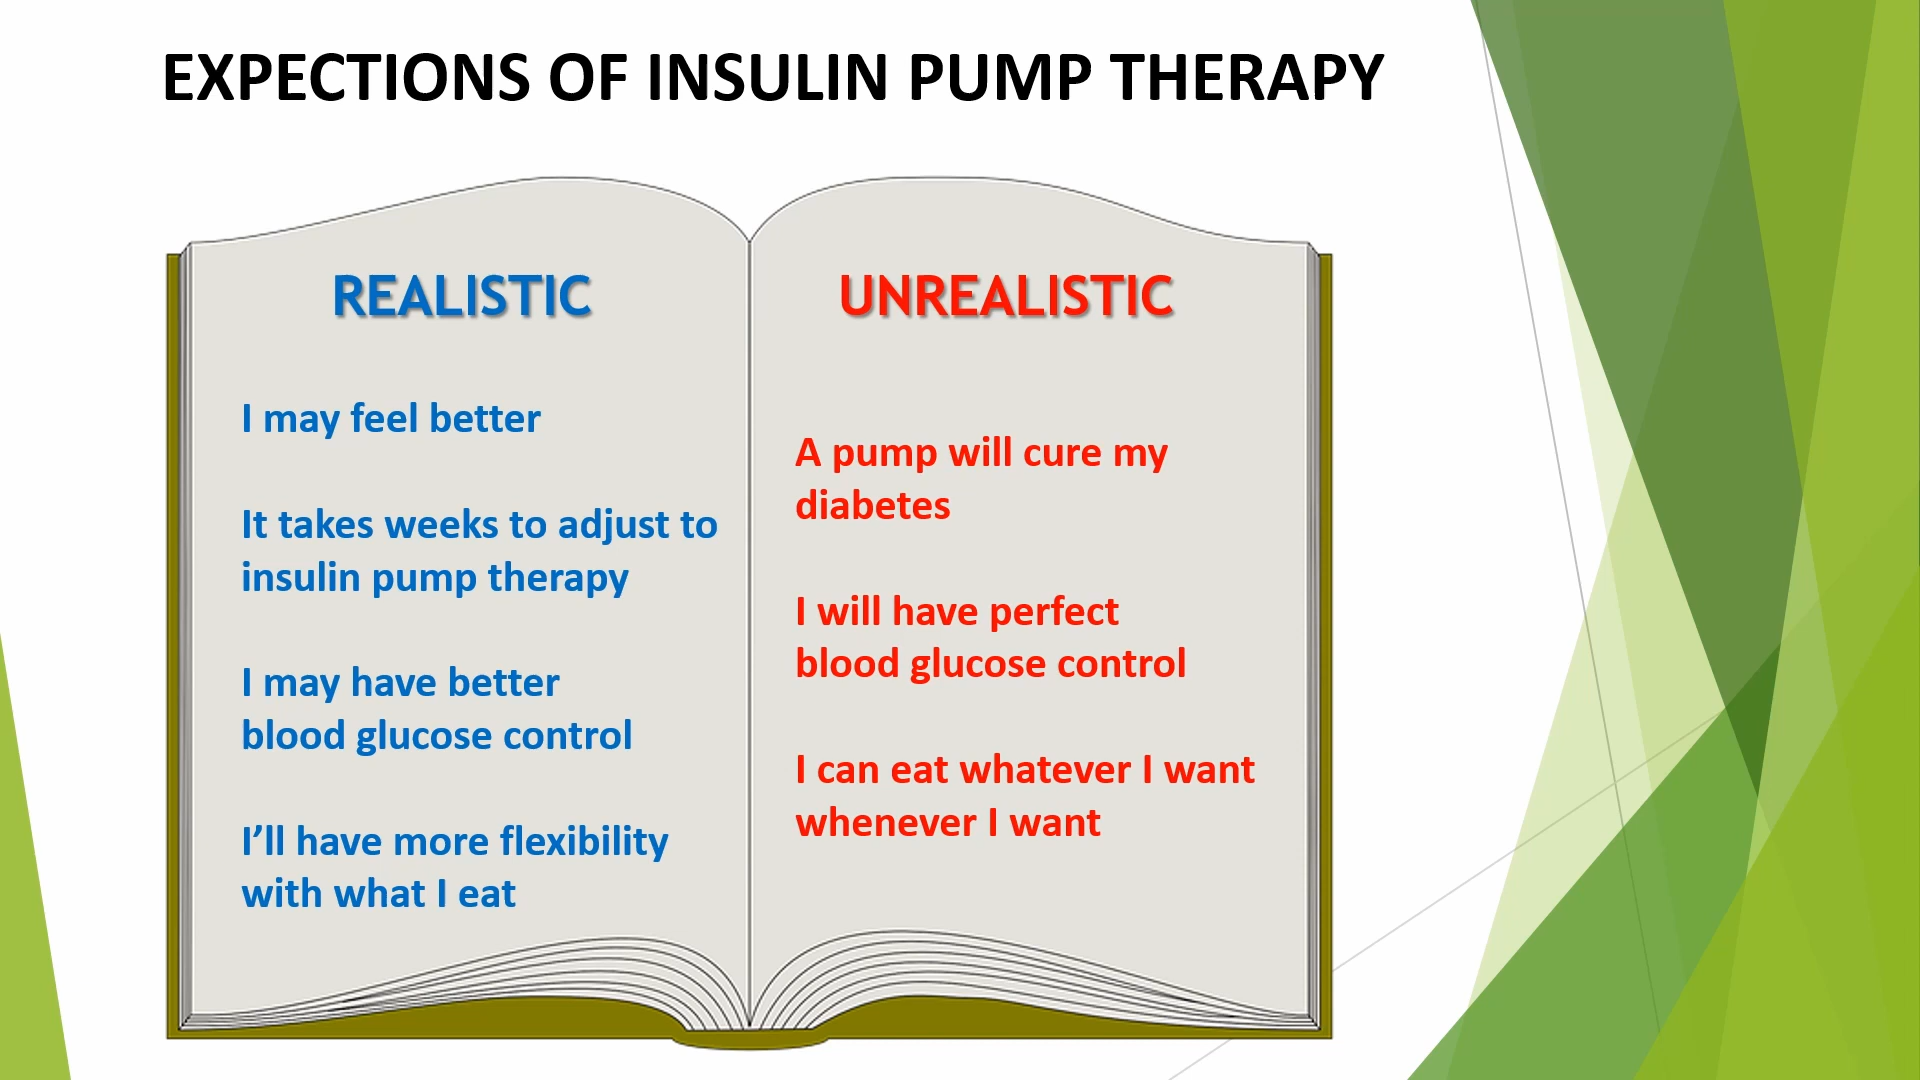 EXPECTIONS OF INSULIN PUMP THERAPY
REALISTIC
I may feel better
It takes weeks to adjust to
insulin pump therapy
I may have better
blood glucose control
I’ll have more flexibility
with what I eat
UNREALISTIC
A pump will cure my
diabetes
I will have perfect
blood glucose control
I can eat whatever I want
whenever I want